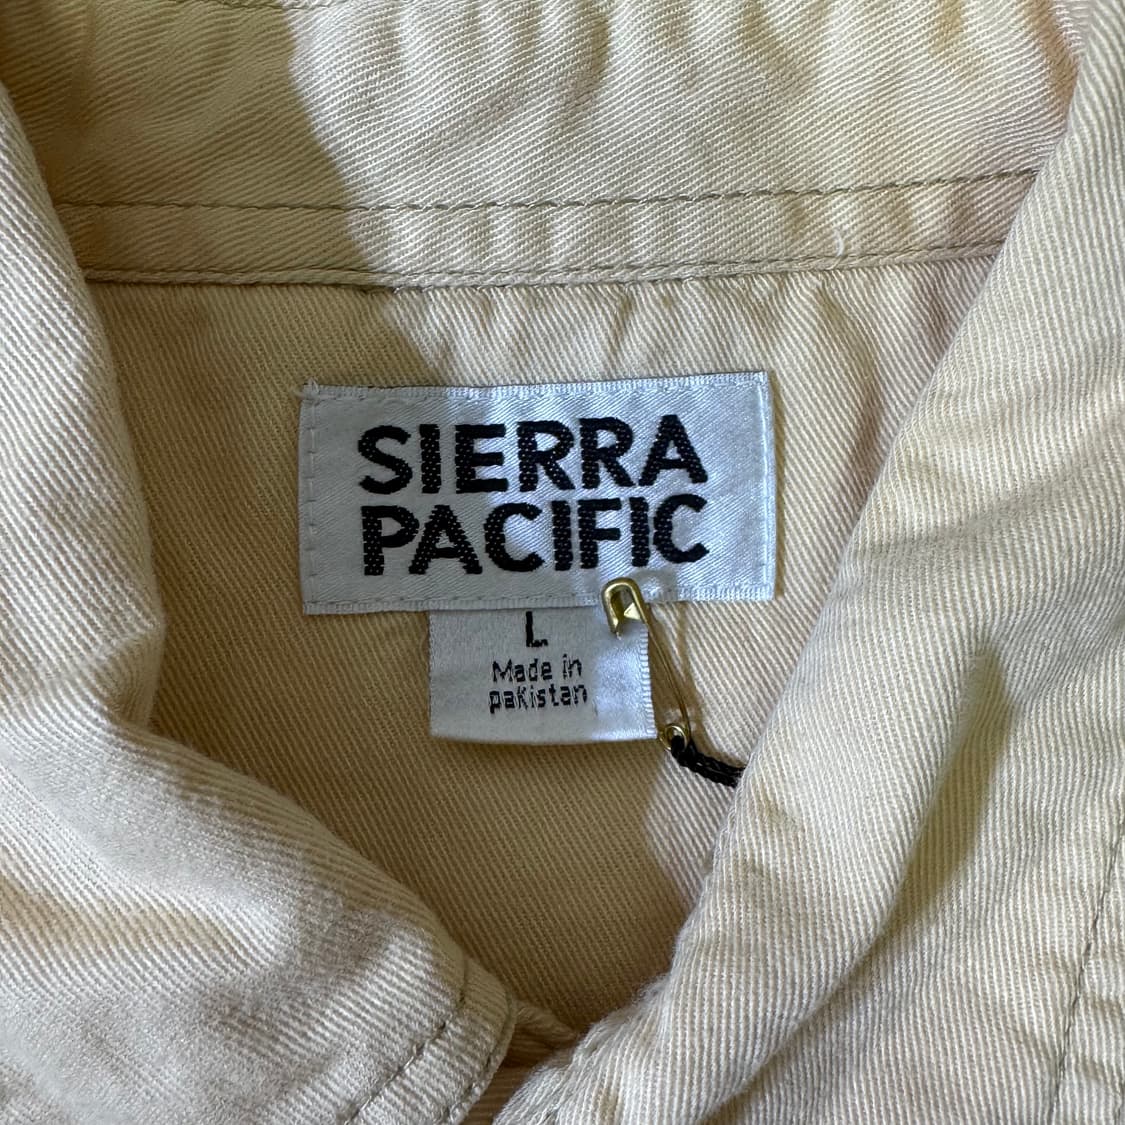 SIERRA
PACIFIC
L
Made in
paKistan